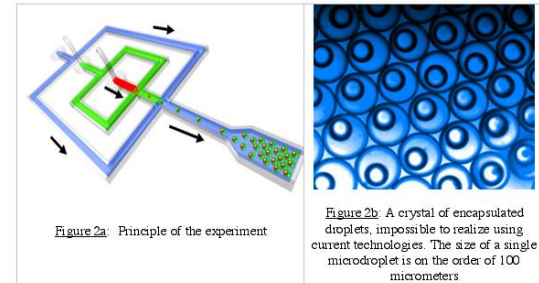 Figure 2a: Principle of the experiment
Figure 2b: A crystal of encapsulated
droplets, impossible to realize using
current technologies. The size of a single
microdroplet is on the order of 100
micrometers